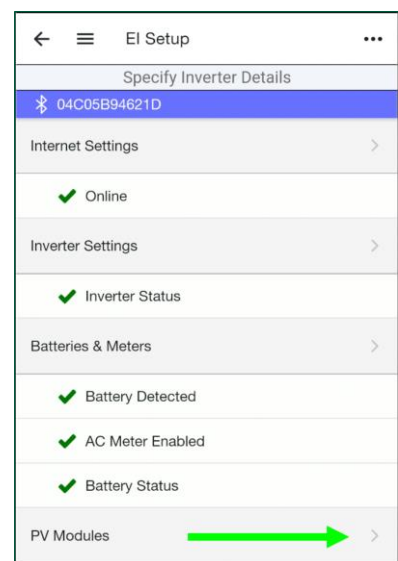 EI Setup
Specify Inverter Details
04C05B94621D
Internet Settings
Online
Inverter Settings
Inverter Status
Batteries & Meters
Battery Detected
AC Meter Enabled
Battery Status
PV Modules